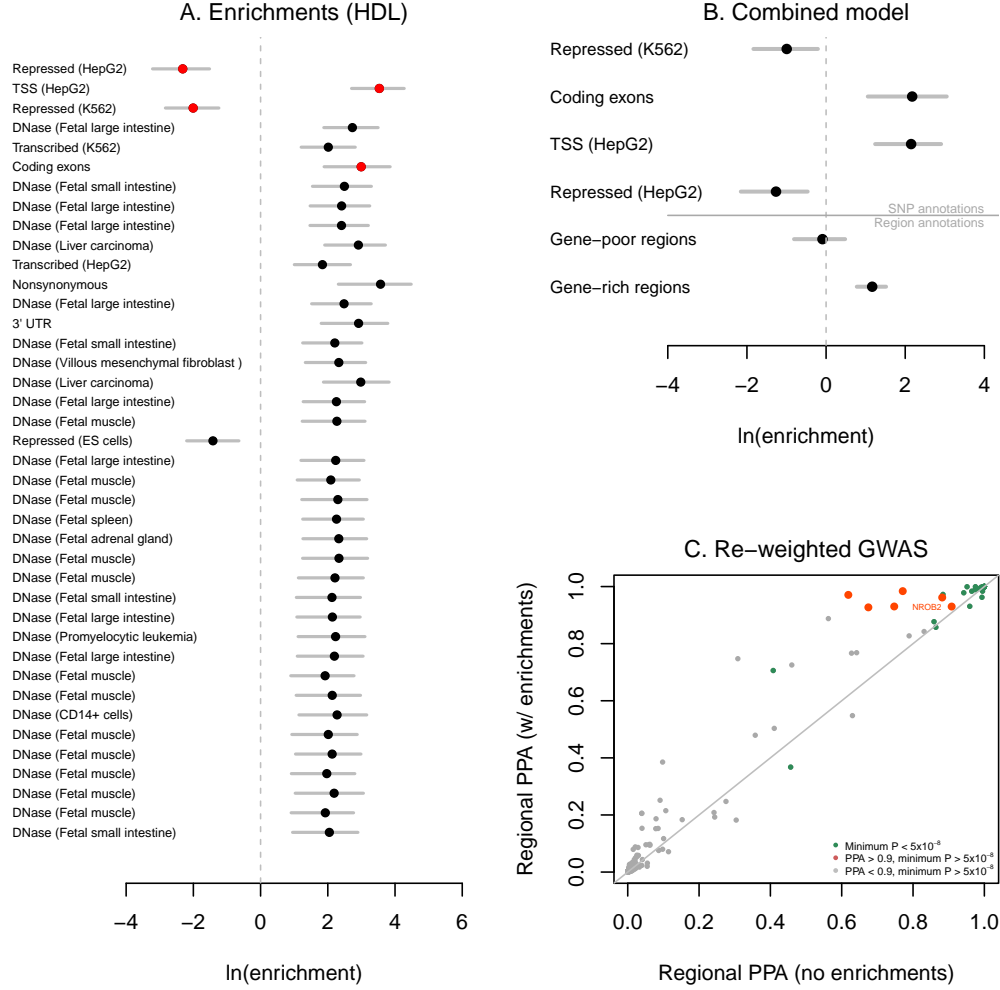 A. Enrichments (HDL)
Repressed (HepG2)
TSS (HepG2)
Repressed (K562)
DNase (Fetal large intestine)
Transcribed (K562)
Coding exons
DNase (Fetal small intestine)
DNase (Fetal large intestine)
DNase (Fetal large intestine)
DNase (Liver carcinoma)
Transcribed (HepG2)
Nonsynonymous
DNase (Fetal large intestine)
3' UTR
DNase (Fetal small intestine)
DNase (Villous mesenchymal fibroblast )
DNase (Liver carcinoma)
DNase (Fetal large intestine)
DNase (Fetal muscle)
Repressed (ES cells)
DNase (Fetal large intestine)
DNase (Fetal muscle)
DNase (Fetal muscle)
DNase (Fetal spleen)
DNase (Fetal adrenal gland)
DNase (Fetal muscle)
DNase (Fetal muscle)
DNase (Fetal small intestine)
DNase (Fetal small intestine)
DNase (Promyelocytic leukemia)
DNase (Fetal large intestine)
DNase (Fetal muscle)
DNase (Fetal muscle)
DNase (CD14+ cells)
DNase (Fetal muscle)
DNase (Fetal muscle)
DNase (Fetal muscle)
DNase (Fetal muscle)
DNase (Fetal muscle)
DNase (Fetal small intestine)
−4 −2 0 2 4 6
ln(enrichment)
B. Combined model
Repressed (K562)
Coding exons
TSS (HepG2)
Repressed (HepG2)
SNP annotations
Region annotations
Gene−poor regions
Gene−rich regions
−4 −2 0 2 4
ln(enrichment)
C. Re−weighted GWAS
Regional PPA (w/ enrichments)
1.0
0.8
0.6
0.4
0.2
0.0
NROB2
Minimum P < 5x10⁻⁸
PPA > 0.9, minimum P > 5x10⁻⁸
PPA < 0.9, minimum P > 5x10⁻⁸
0.0 0.2 0.4 0.6 0.8 1.0
Regional PPA (no enrichments)